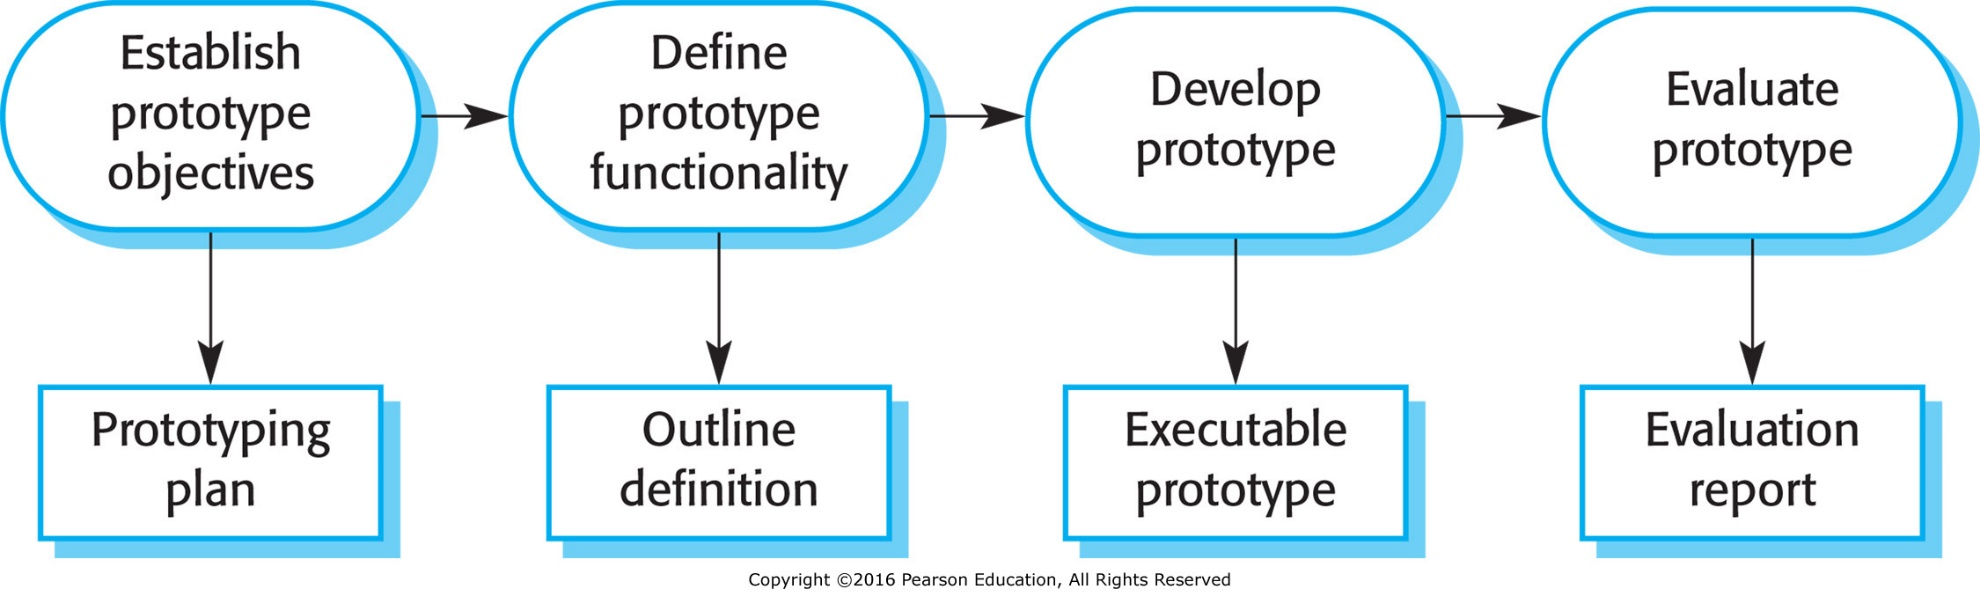 Establish
prototype
objectives
Define
prototype
functionality
Develop
prototype
Evaluate
prototype
Prototyping
plan
Outline
definition
Executable
prototype
Evaluation
report
Copyright ©2016 Pearson Education, All Rights Reserved